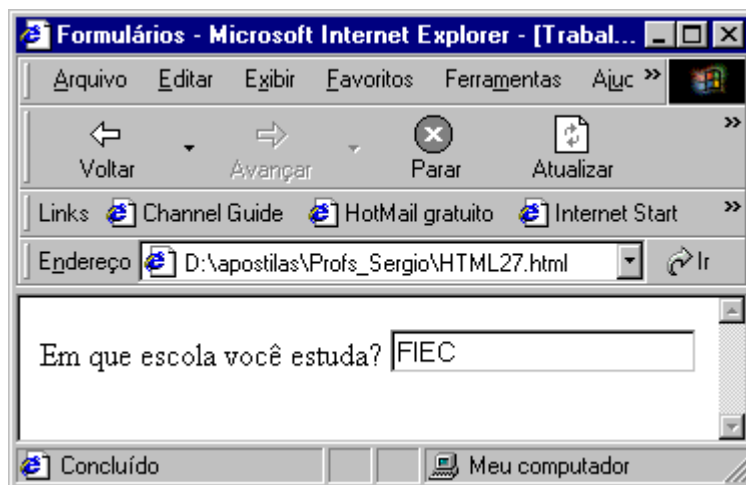 Formulários - Microsoft Internet Explorer - [Trabal...
Arquivo Editar Exibir Favoritos Ferramentas Ajuc »
Voltar Avançar Parar Atualizar »
Links Channel Guide HotMail gratuito Internet Start »
Endereço D:\apostilas\Profs_Sergio\HTML27.html Ir
Em que escola você estuda? FIEC
Concluído Meu computador